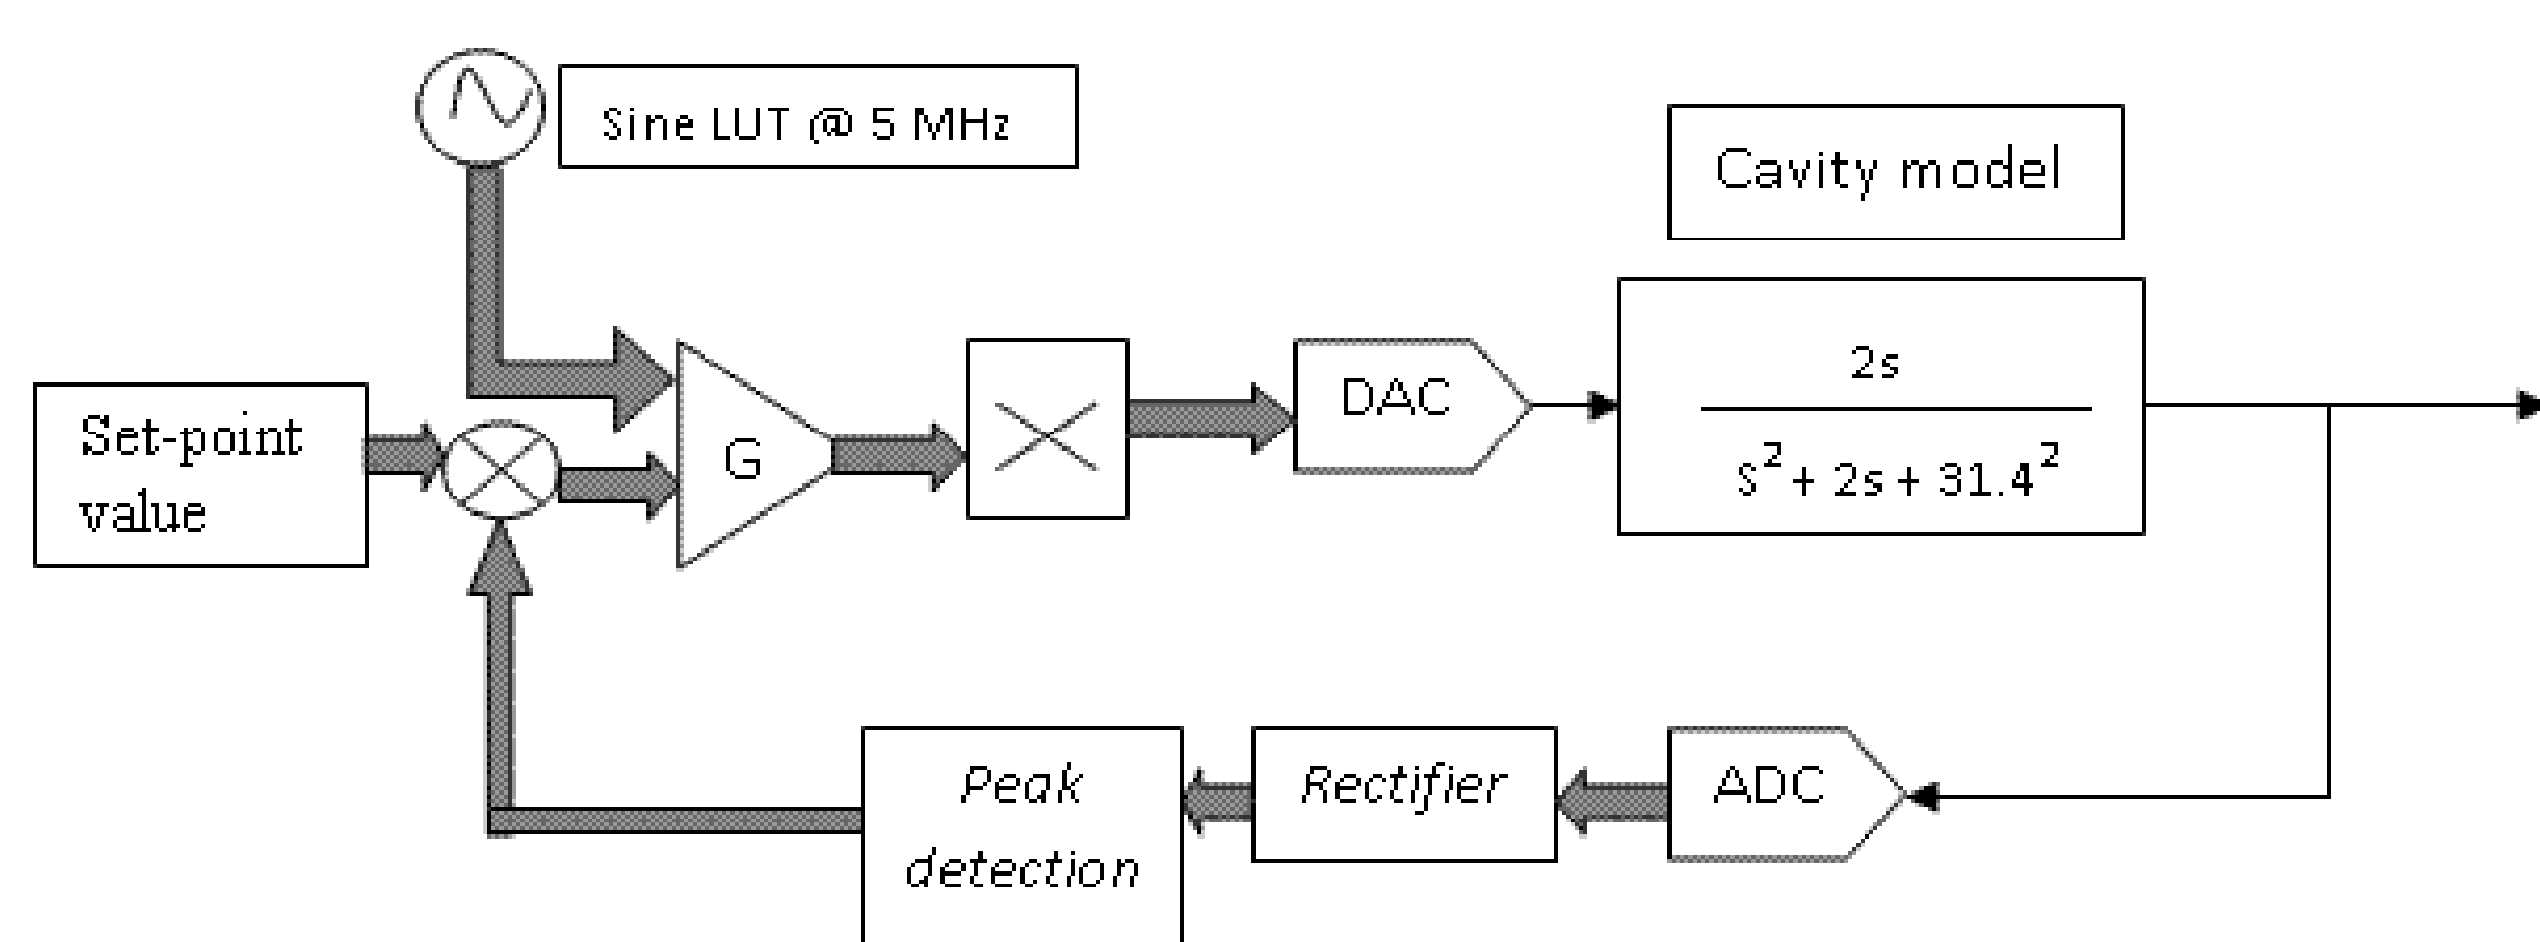 Sine LUT @ 5 MHz
Cavity model
Set-point
value
G
DAC
2s
S² + 2s + 31.4²
Peak
detection
Rectifier
ADC